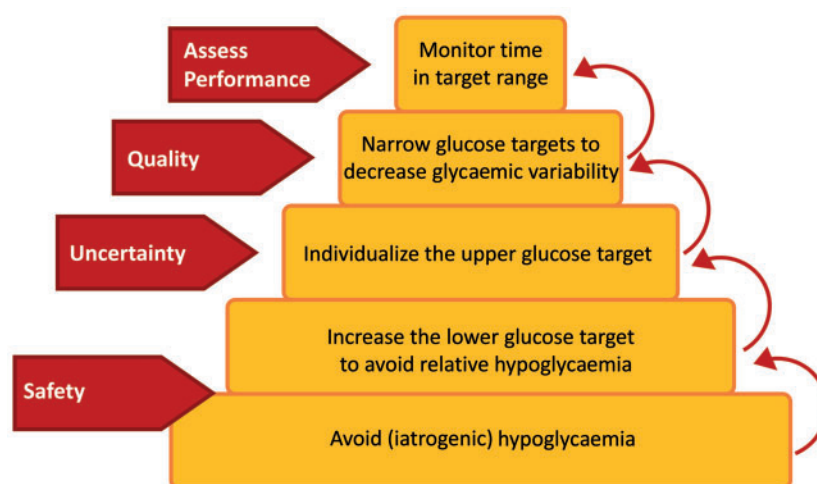 Assess
Performance
Monitor time
in target range
Quality
Narrow glucose targets to
decrease glycaemic variability
Uncertainty
Individualize the upper glucose target
Increase the lower glucose target
to avoid relative hypoglycaemia
Safety
Avoid (iatrogenic) hypoglycaemia